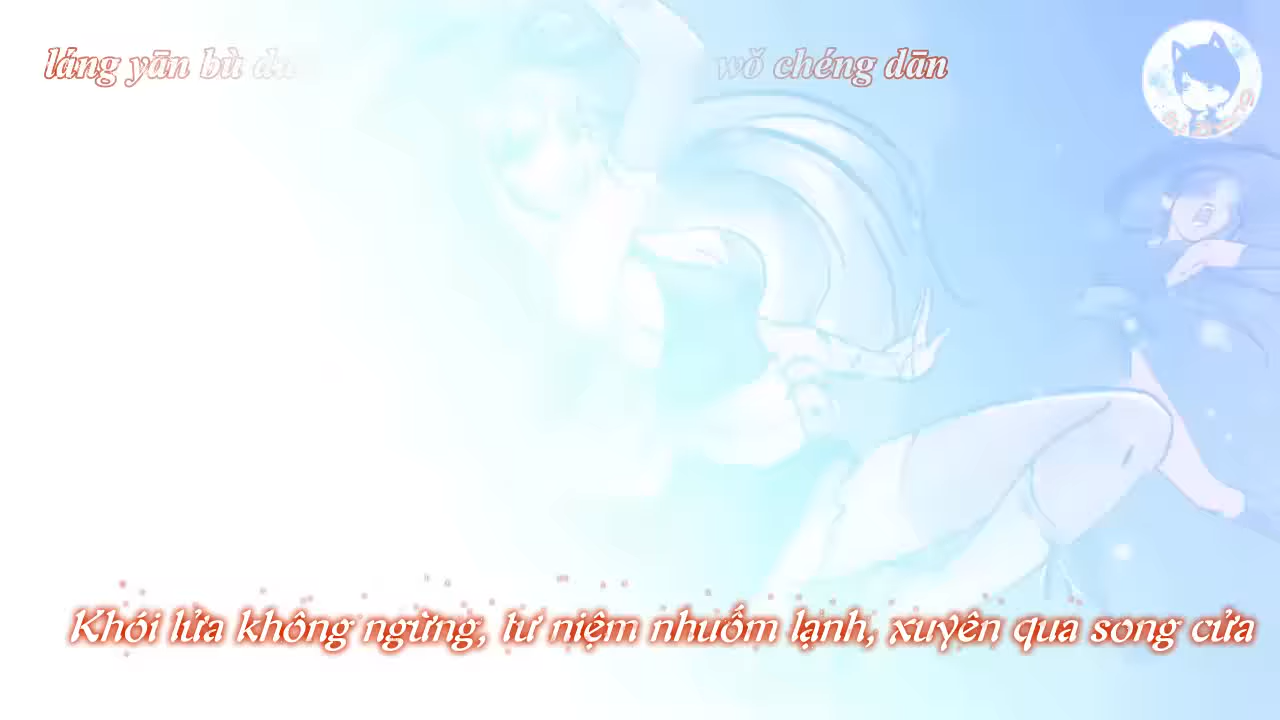 láng yān bù
wǒ chéng dān
Khói lửa không ngừng, tư niệm nhuốm lạnh, xuyên qua song cửa